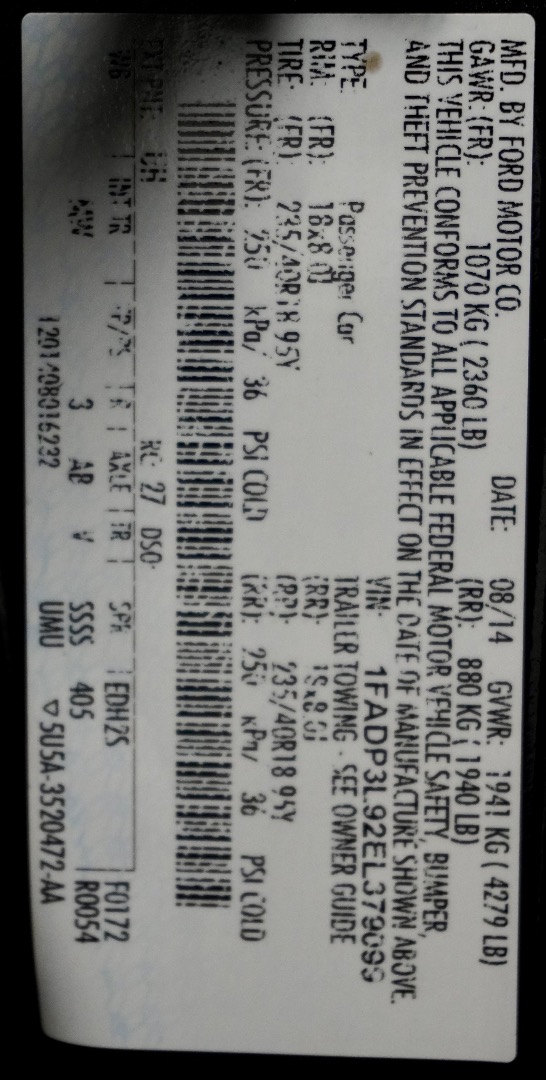 MFD. BY FORD MOTOR CO. DATE: 08/14 GVWR: 1941 KG ( 4279 LB)
GAWR: (FR): 1070 KG ( 2360 LB) (RR): 880 KG ( 1940 LB)
THIS VEHICLE CONFORMS TO ALL APPLICABLE FEDERAL MOTOR VEHICLE SAFETY, BUMPER,
AND THEFT PREVENTION STANDARDS IN EFFECT ON THE DATE OF MANUFACTURE SHOWN ABOVE.
VIN: 1FADP3L92EL379099
TYPE: Passenger Car TRAILER TOWING - SEE OWNER GUIDE
RIM: (FR): 18x8.0J (RR): 18x8.0J
TIRE: (FR) 235/40R18 95Y (RR): 235/40R18 95Y
PRESSURE: (FR): 250 kPa/ 36 PSI COLD (RR): 250 kPa/ 36 PSI COLD
EXT PNT: RC: 27 DSO:
WB INT TR TP/PS R AXLE TR SPR EDH2S F0172
3 AB V SSSS 405 R0054
UMU ▽ 5U5A-3520472-AA